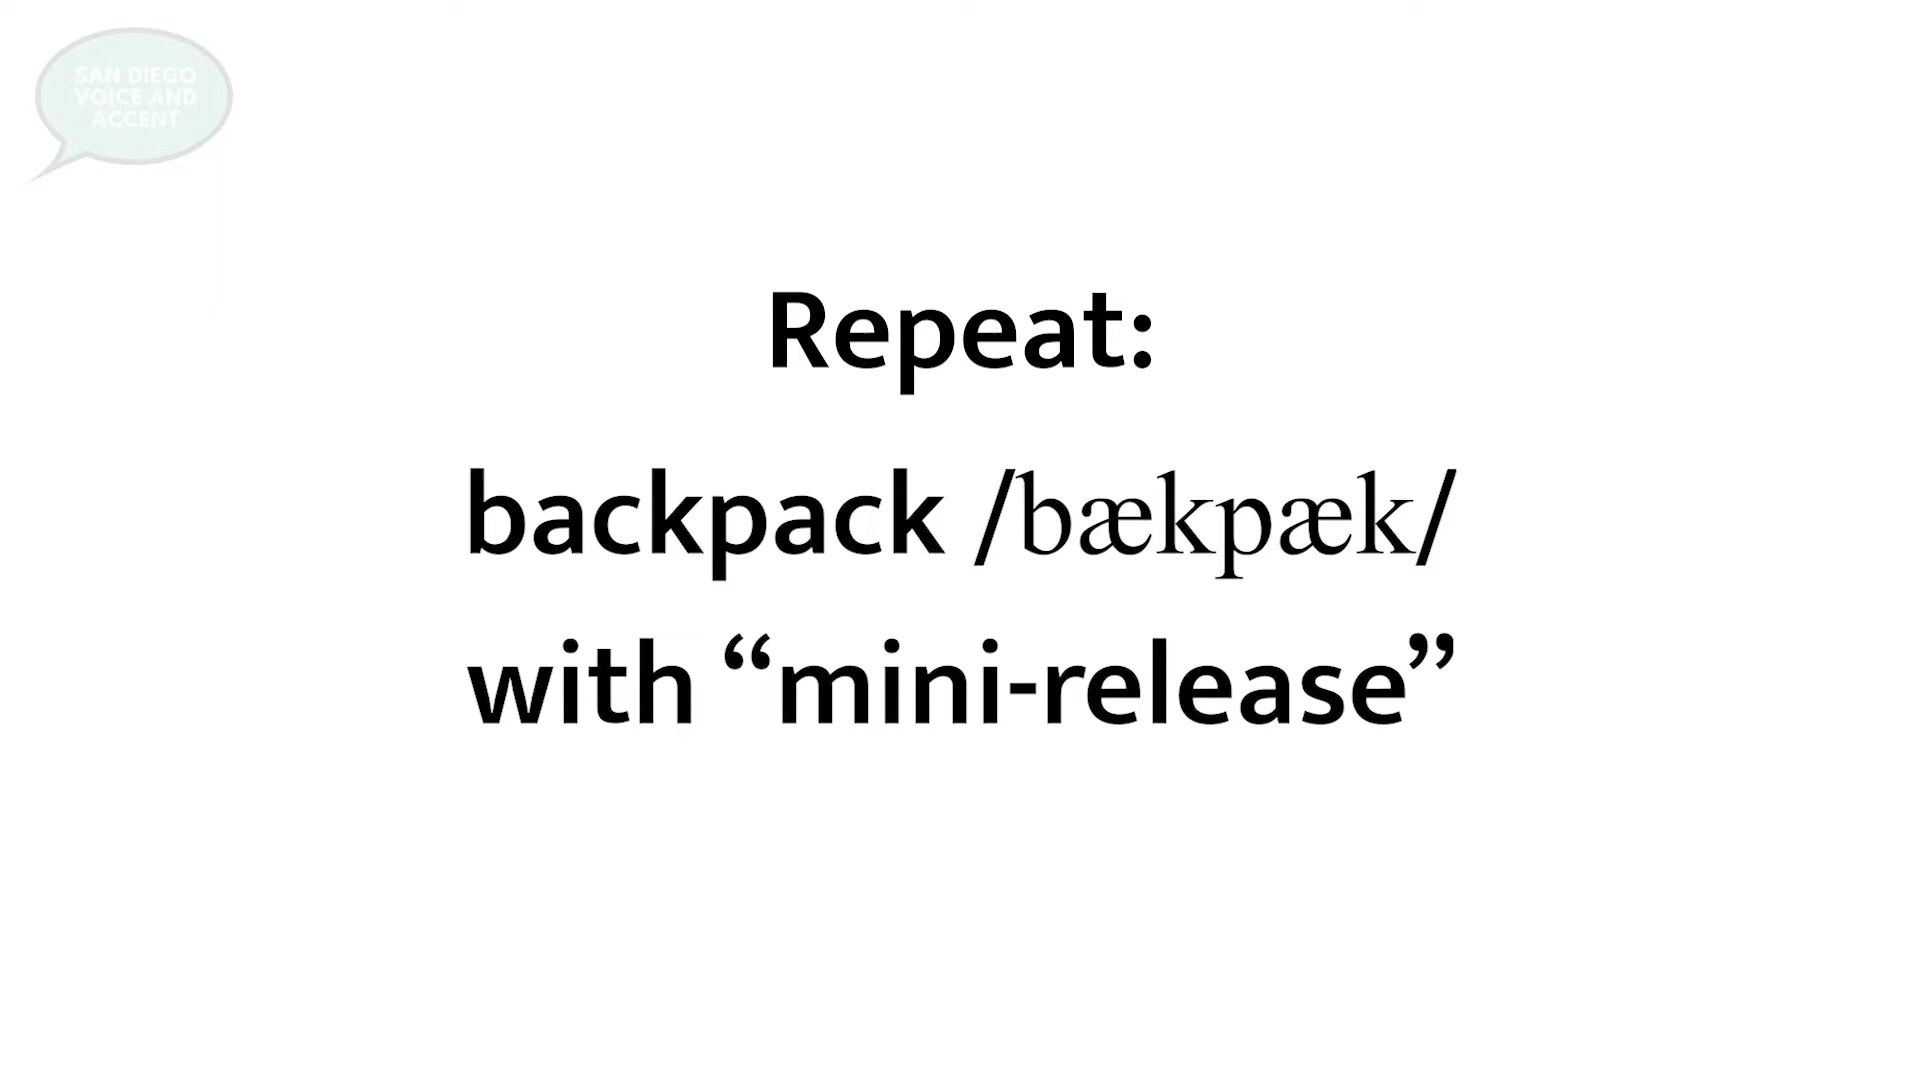 SAN DIEGO
VOICE AND
ACCENT
Repeat:
backpack /bækpæk/
with “mini-release”